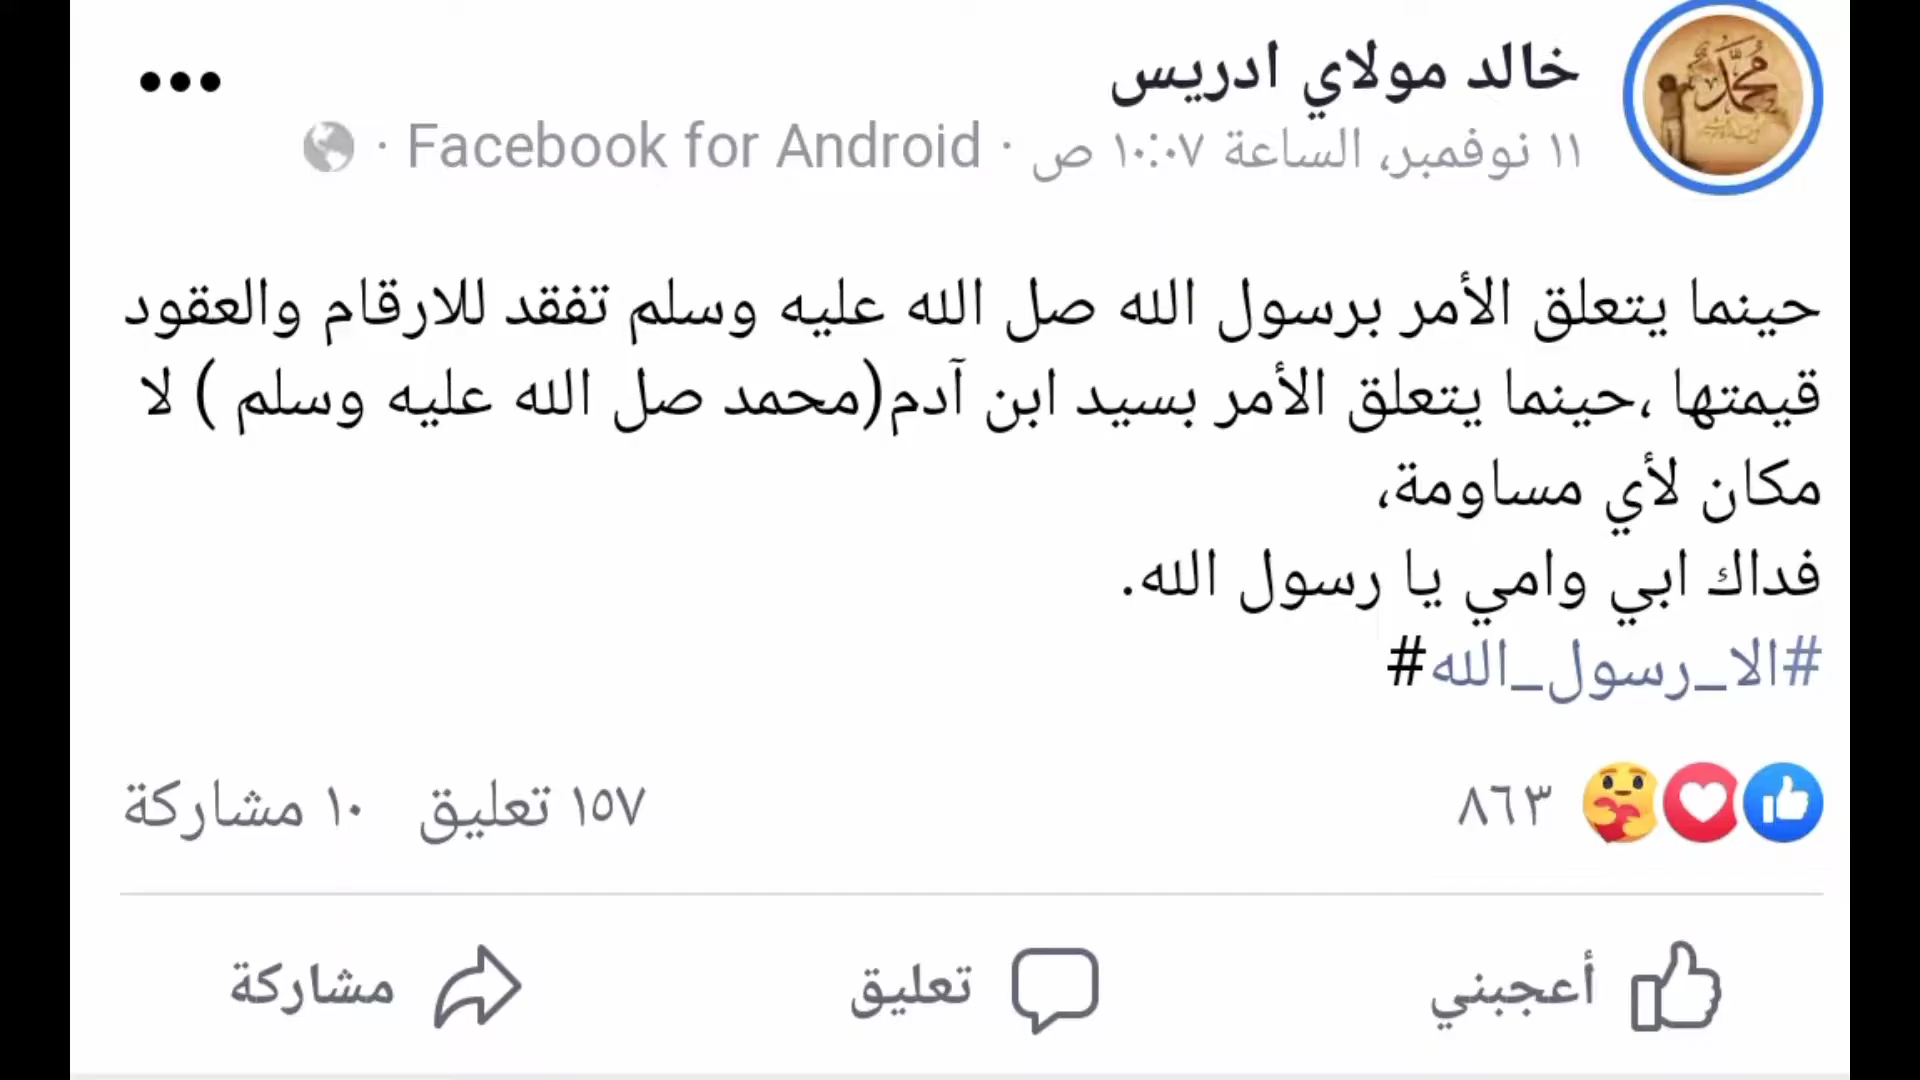 خالد مولاي ادريس
١١ نوفمبر، الساعة ١٠:٠٧ ص · Facebook for Android ·
حينما يتعلق الأمر برسول الله صل الله عليه وسلم تفقد للارقام والعقود
قيمتها ،حينما يتعلق الأمر بسيد ابن آدم(محمد صل الله عليه وسلم ) لا
مكان لأي مساومة،
فداك ابي وامي يا رسول الله.
#الا_رسول_الله#
٨٦٣
١٥٧ تعليق ١٠ مشاركة
أعجبني
تعليق
مشاركة
محمد